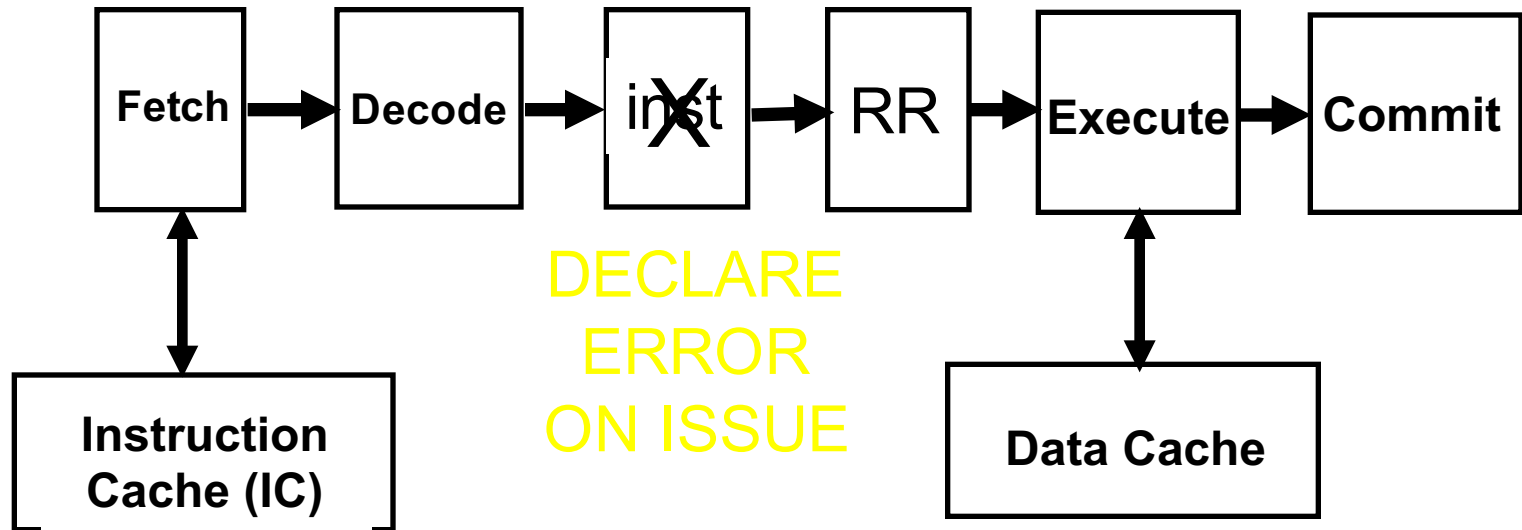 Fetch
Decode
inst
X
RR
Execute
Commit
DECLARE
ERROR
ON ISSUE
Instruction
Cache (IC)
Data Cache